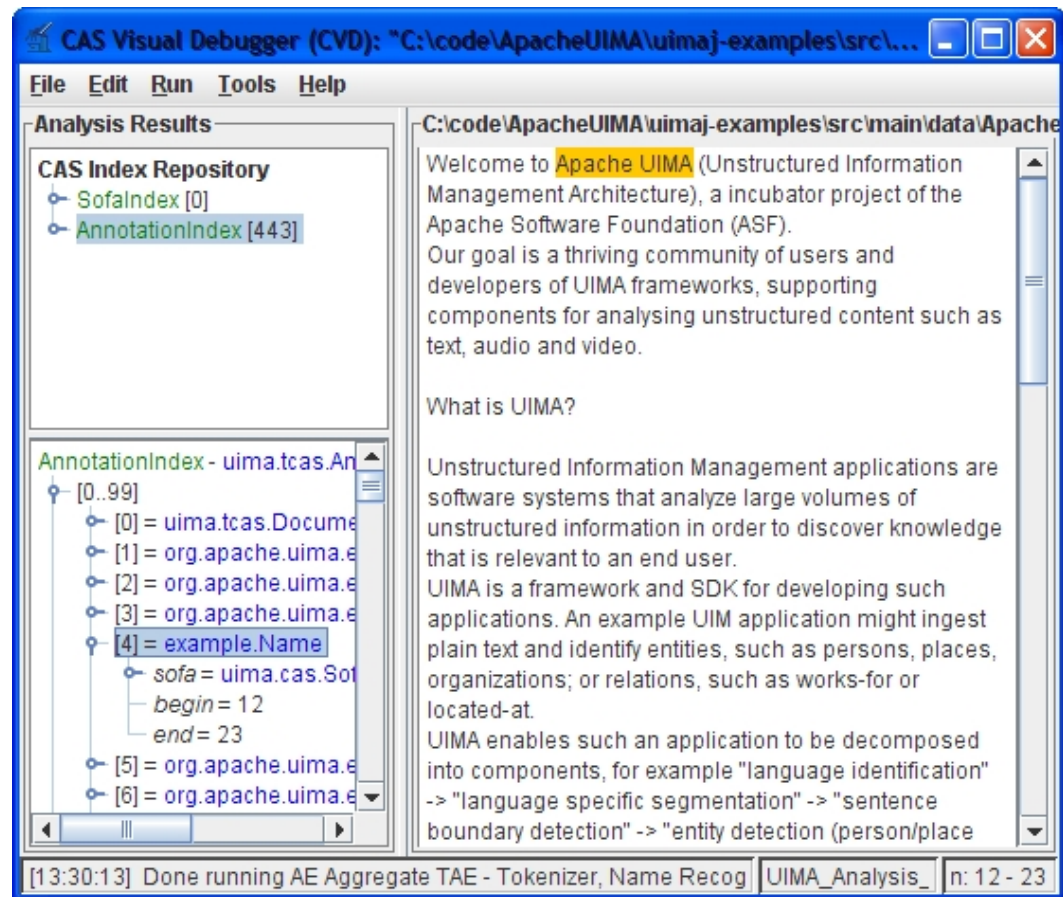 CAS Visual Debugger (CVD): "C:\code\ApacheUIMA\uimaj-examples\src\...
File Edit Run Tools Help
Analysis Results
CAS Index Repository
SofaIndex [0]
AnnotationIndex [443]
AnnotationIndex - uima.tcas.An
[0..99]
[0] = uima.tcas.Docume
[1] = org.apache.uima.e
[2] = org.apache.uima.e
[3] = org.apache.uima.e
[4] = example.Name
sofa = uima.cas.Sof
begin = 12
end = 23
[5] = org.apache.uima.e
[6] = org.apache.uima.e
C:\code\ApacheUIMA\uimaj-examples\src\main\data\Apache
Welcome to Apache UIMA (Unstructured Information
Management Architecture), a incubator project of the
Apache Software Foundation (ASF).
Our goal is a thriving community of users and
developers of UIMA frameworks, supporting
components for analysing unstructured content such as
text, audio and video.
What is UIMA?
Unstructured Information Management applications are
software systems that analyze large volumes of
unstructured information in order to discover knowledge
that is relevant to an end user.
UIMA is a framework and SDK for developing such
applications. An example UIM application might ingest
plain text and identify entities, such as persons, places,
organizations; or relations, such as works-for or
located-at.
UIMA enables such an application to be decomposed
into components, for example "language identification"
-> "language specific segmentation" -> "sentence
boundary detection" -> "entity detection (person/place
[13:30:13] Done running AE Aggregate TAE - Tokenizer, Name Recog
UIMA_Analysis_
n: 12 - 23